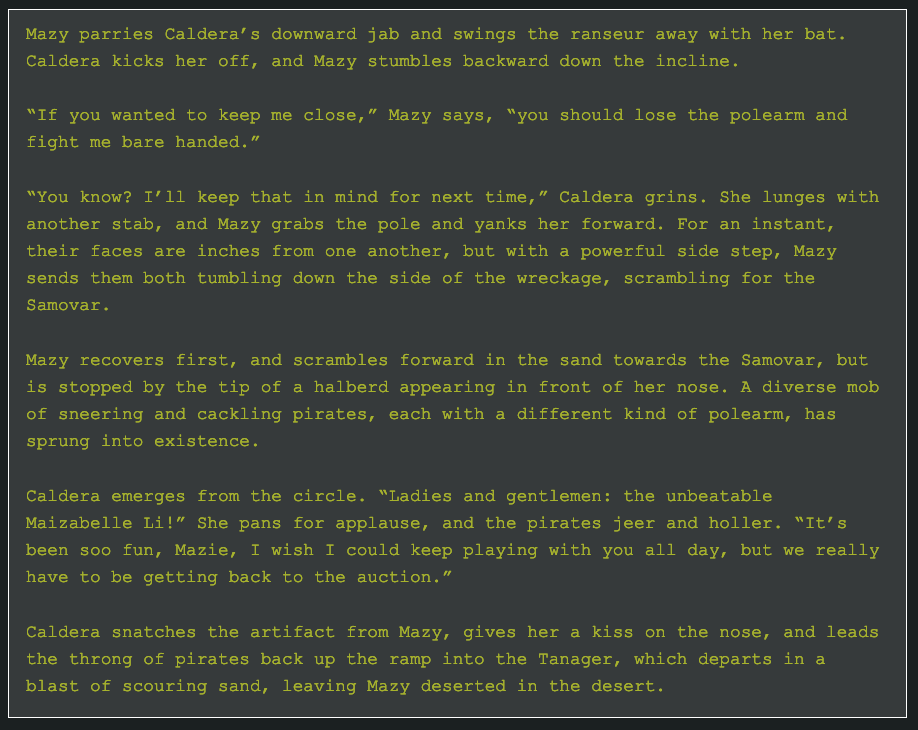 Mazy parries Caldera’s downward jab and swings the ranseur away with her bat.
Caldera kicks her off, and Mazy stumbles backward down the incline.
“If you wanted to keep me close,” Mazy says, “you should lose the polearm and
fight me bare handed.”
“You know? I’ll keep that in mind for next time,” Caldera grins. She lunges with
another stab, and Mazy grabs the pole and yanks her forward. For an instant,
their faces are inches from one another, but with a powerful side step, Mazy
sends them both tumbling down the side of the wreckage, scrambling for the
Samovar.
Mazy recovers first, and scrambles forward in the sand towards the Samovar, but
is stopped by the tip of a halberd appearing in front of her nose. A diverse mob
of sneering and cackling pirates, each with a different kind of polearm, has
sprung into existence.
Caldera emerges from the circle. “Ladies and gentlemen: the unbeatable
Maizabelle Li!” She pans for applause, and the pirates jeer and holler. “It’s
been soo fun, Mazie, I wish I could keep playing with you all day, but we really
have to be getting back to the auction.”
Caldera snatches the artifact from Mazy, gives her a kiss on the nose, and leads
the throng of pirates back up the ramp into the Tanager, which departs in a
blast of scouring sand, leaving Mazy deserted in the desert.